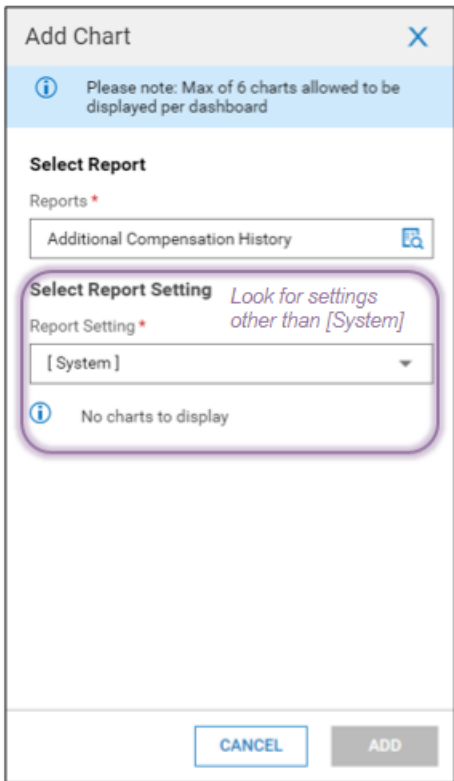 Add Chart
Please note: Max of 6 charts allowed to be
displayed per dashboard
Select Report
Reports *
Additional Compensation History
Select Report Setting
Look for settings
other than [System]
Report Setting *
[ System ]
No charts to display
CANCEL
ADD